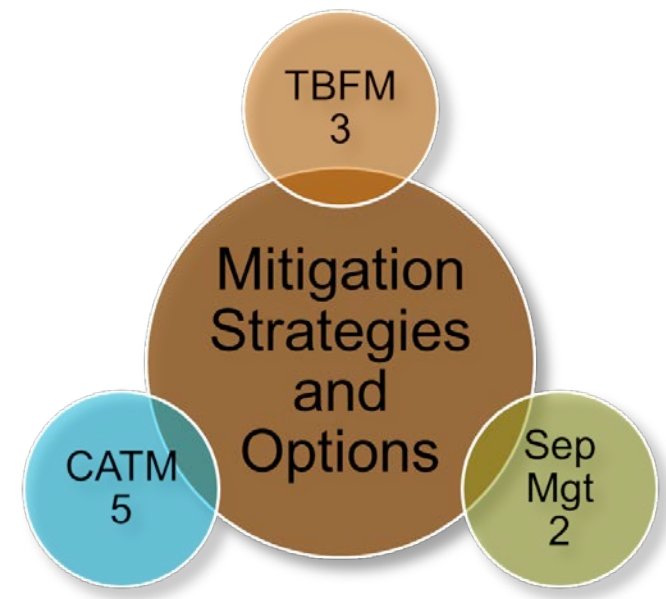 TBFM
3
Mitigation
Strategies
and
Options
CATM
5
Sep
Mgt
2